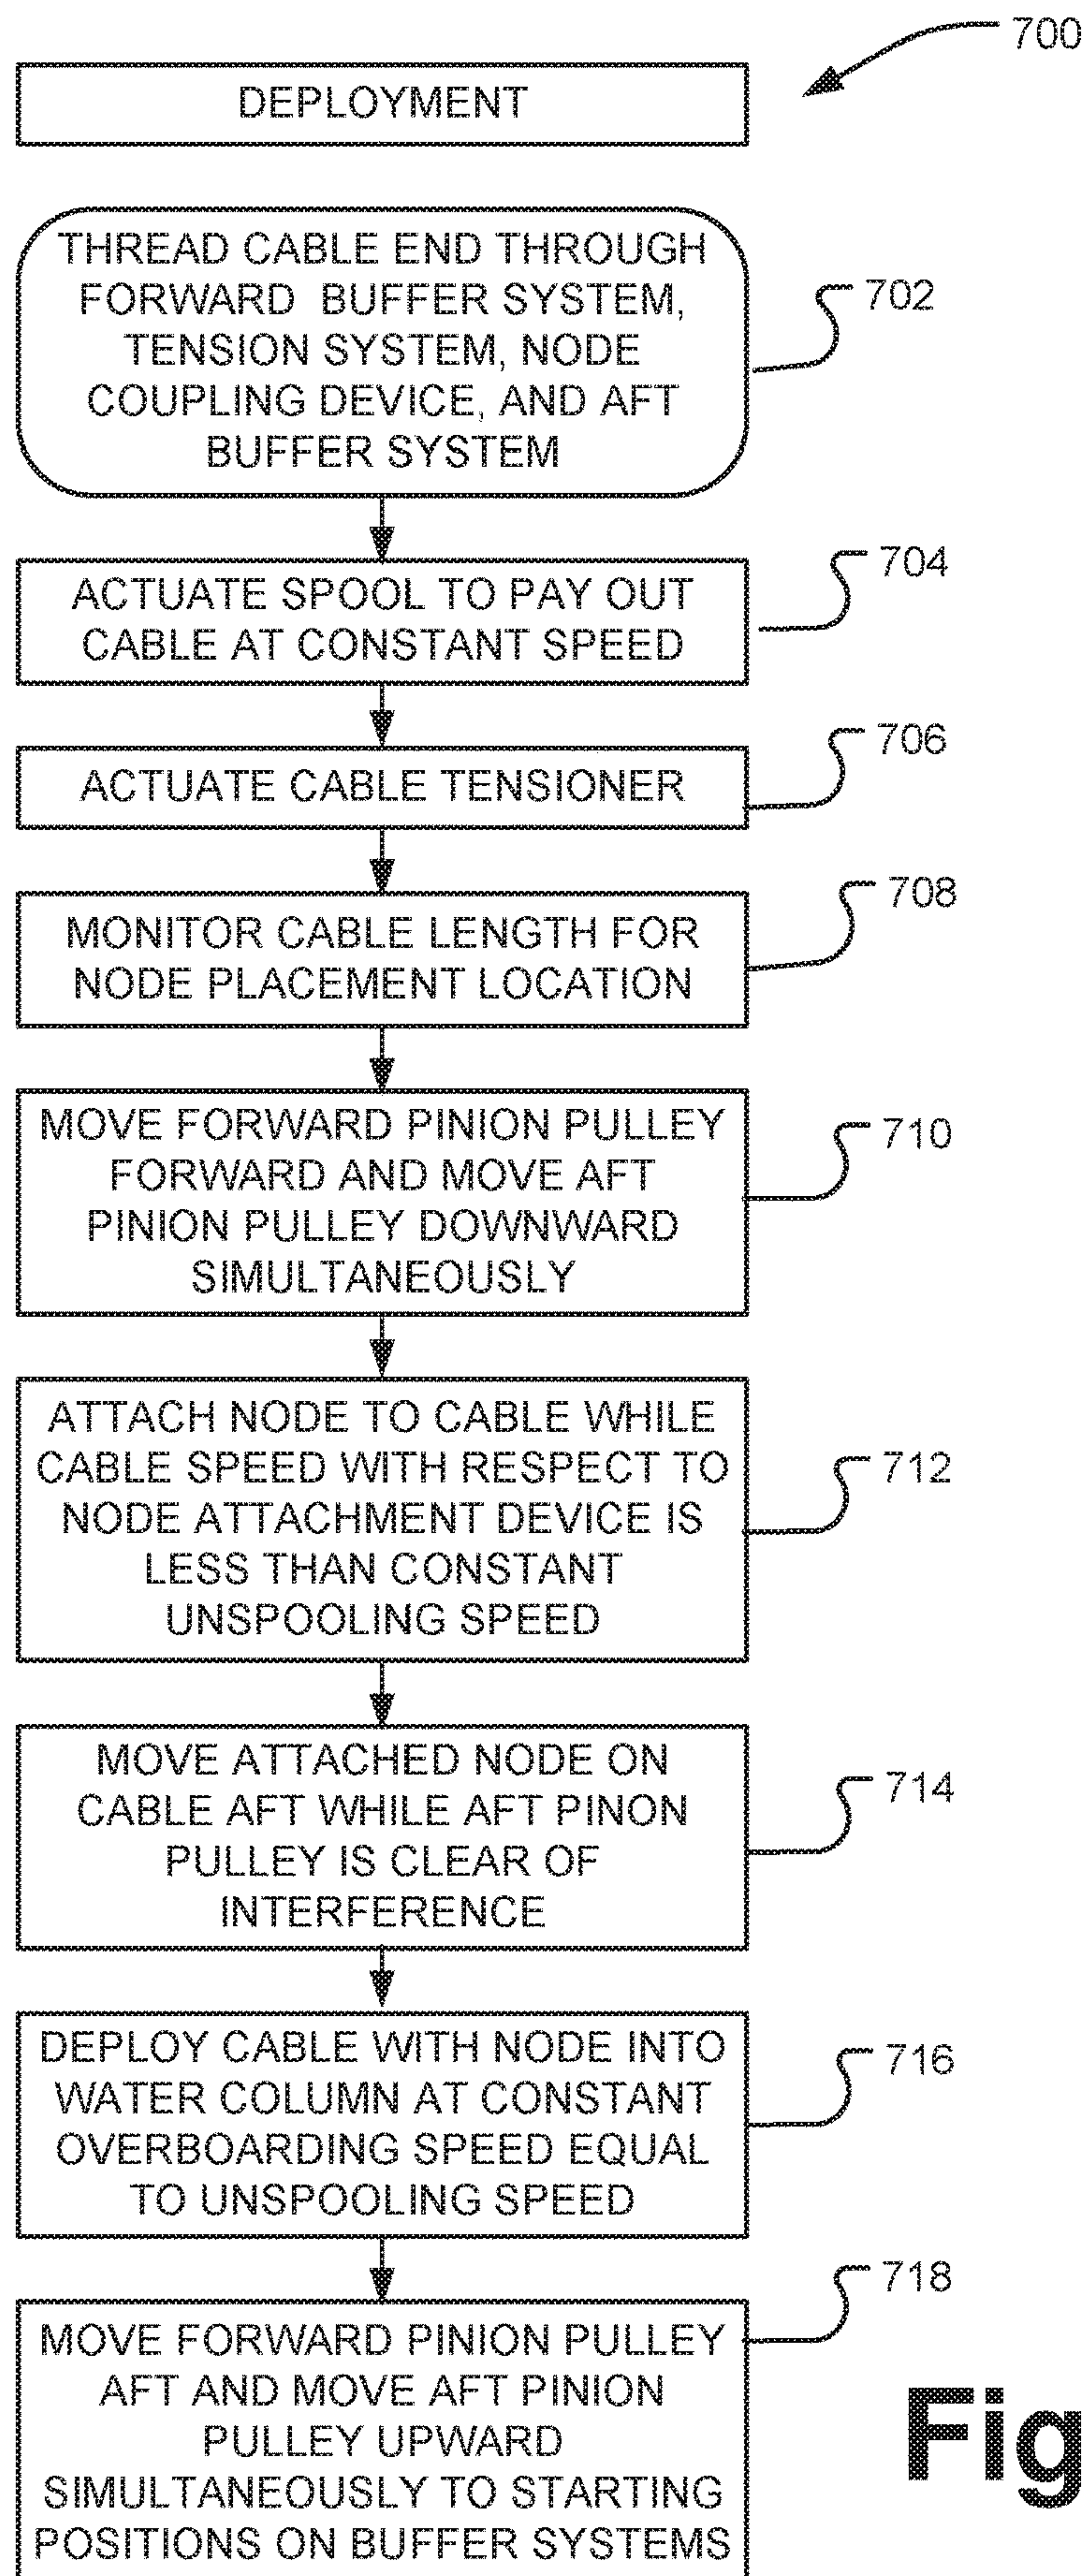 700
DEPLOYMENT
THREAD CABLE END THROUGH
FORWARD BUFFER SYSTEM,
TENSION SYSTEM, NODE
COUPLING DEVICE, AND AFT
BUFFER SYSTEM
702
ACTUATE SPOOL TO PAY OUT
CABLE AT CONSTANT SPEED
704
ACTUATE CABLE TENSIONER
706
MONITOR CABLE LENGTH FOR
NODE PLACEMENT LOCATION
708
MOVE FORWARD PINION PULLEY
FORWARD AND MOVE AFT
PINION PULLEY DOWNWARD
SIMULTANEOUSLY
710
ATTACH NODE TO CABLE WHILE
CABLE SPEED WITH RESPECT TO
NODE ATTACHMENT DEVICE IS
LESS THAN CONSTANT
UNSPOOLING SPEED
712
MOVE ATTACHED NODE ON
CABLE AFT WHILE AFT PINON
PULLEY IS CLEAR OF
INTERFERENCE
714
DEPLOY CABLE WITH NODE INTO
WATER COLUMN AT CONSTANT
OVERBOARDING SPEED EQUAL
TO UNSPOOLING SPEED
716
MOVE FORWARD PINION PULLEY
AFT AND MOVE AFT PINION
PULLEY UPWARD
SIMULTANEOUSLY TO STARTING
POSITIONS ON BUFFER SYSTEMS
718
Fig